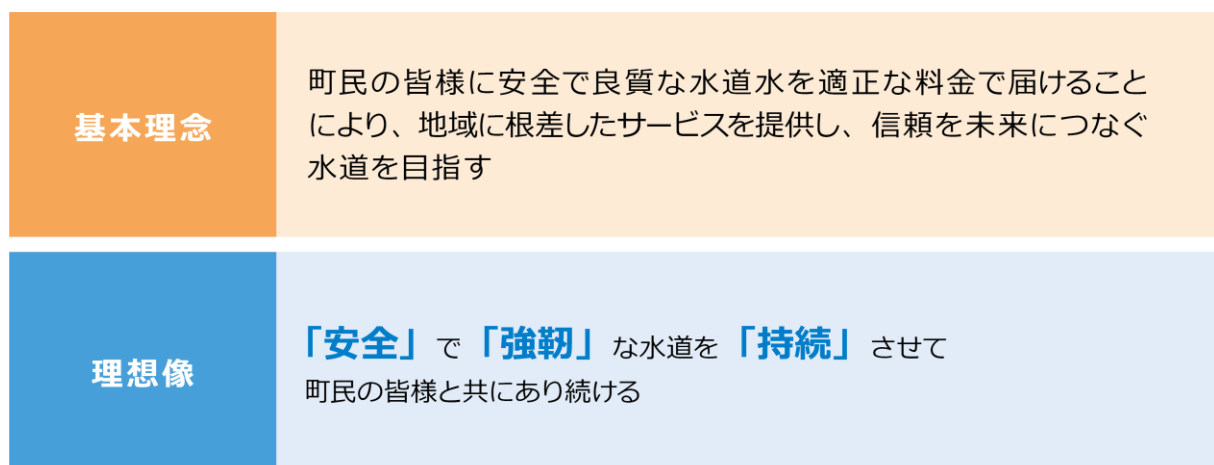 基本理念
町民の皆様に安全で良質な水道水を適正な料金で届けること
により、地域に根差したサービスを提供し、信頼を未来につなぐ
水道を目指す
理想像
「安全」で「強靭」な水道を「持続」させて
町民の皆様と共にあり続ける